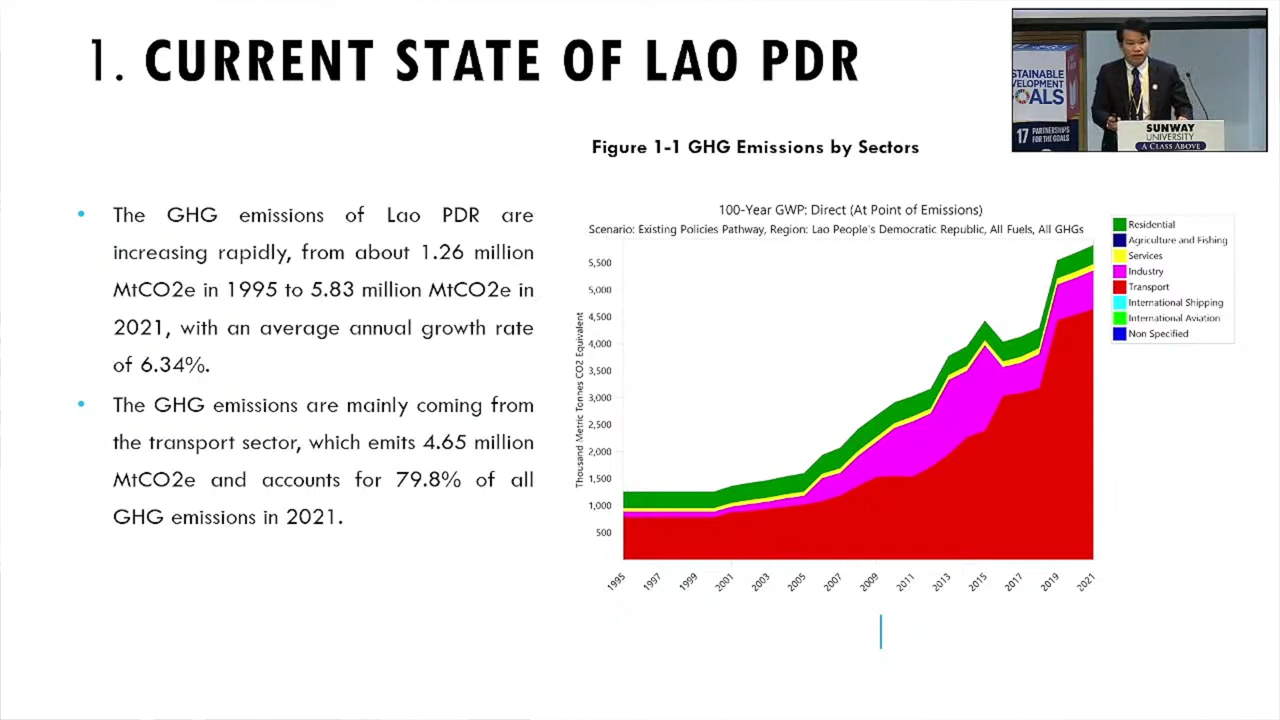 1. CURRENT STATE OF LAO PDR
STAINABLE
VELOPMENT
ALS
17 PARTNERSHIPS
FOR THE GOALS
SUNWAY
UNIVERSITY
A CLASS ABOVE
Figure 1-1 GHG Emissions by Sectors
• The GHG emissions of Lao PDR are
increasing rapidly, from about 1.26 million
MtCO2e in 1995 to 5.83 million MtCO2e in
2021, with an average annual growth rate
of 6.34%.
• The GHG emissions are mainly coming from
the transport sector, which emits 4.65 million
MtCO2e and accounts for 79.8% of all
GHG emissions in 2021.
100-Year GWP: Direct (At Point of Emissions)
Scenario: Existing Policies Pathway, Region: Lao People's Democratic Republic, All Fuels, All GHGs
Thousand Metric Tonnes CO2 Equivalent
5,500
5,000
4,500
4,000
3,500
3,000
2,500
2,000
1,500
1,000
500
1995 1997 1999 2001 2003 2005 2007 2009 2011 2013 2015 2017 2019 2021
Residential
Agriculture and Fishing
Services
Industry
Transport
International Shipping
International Aviation
Non Specified